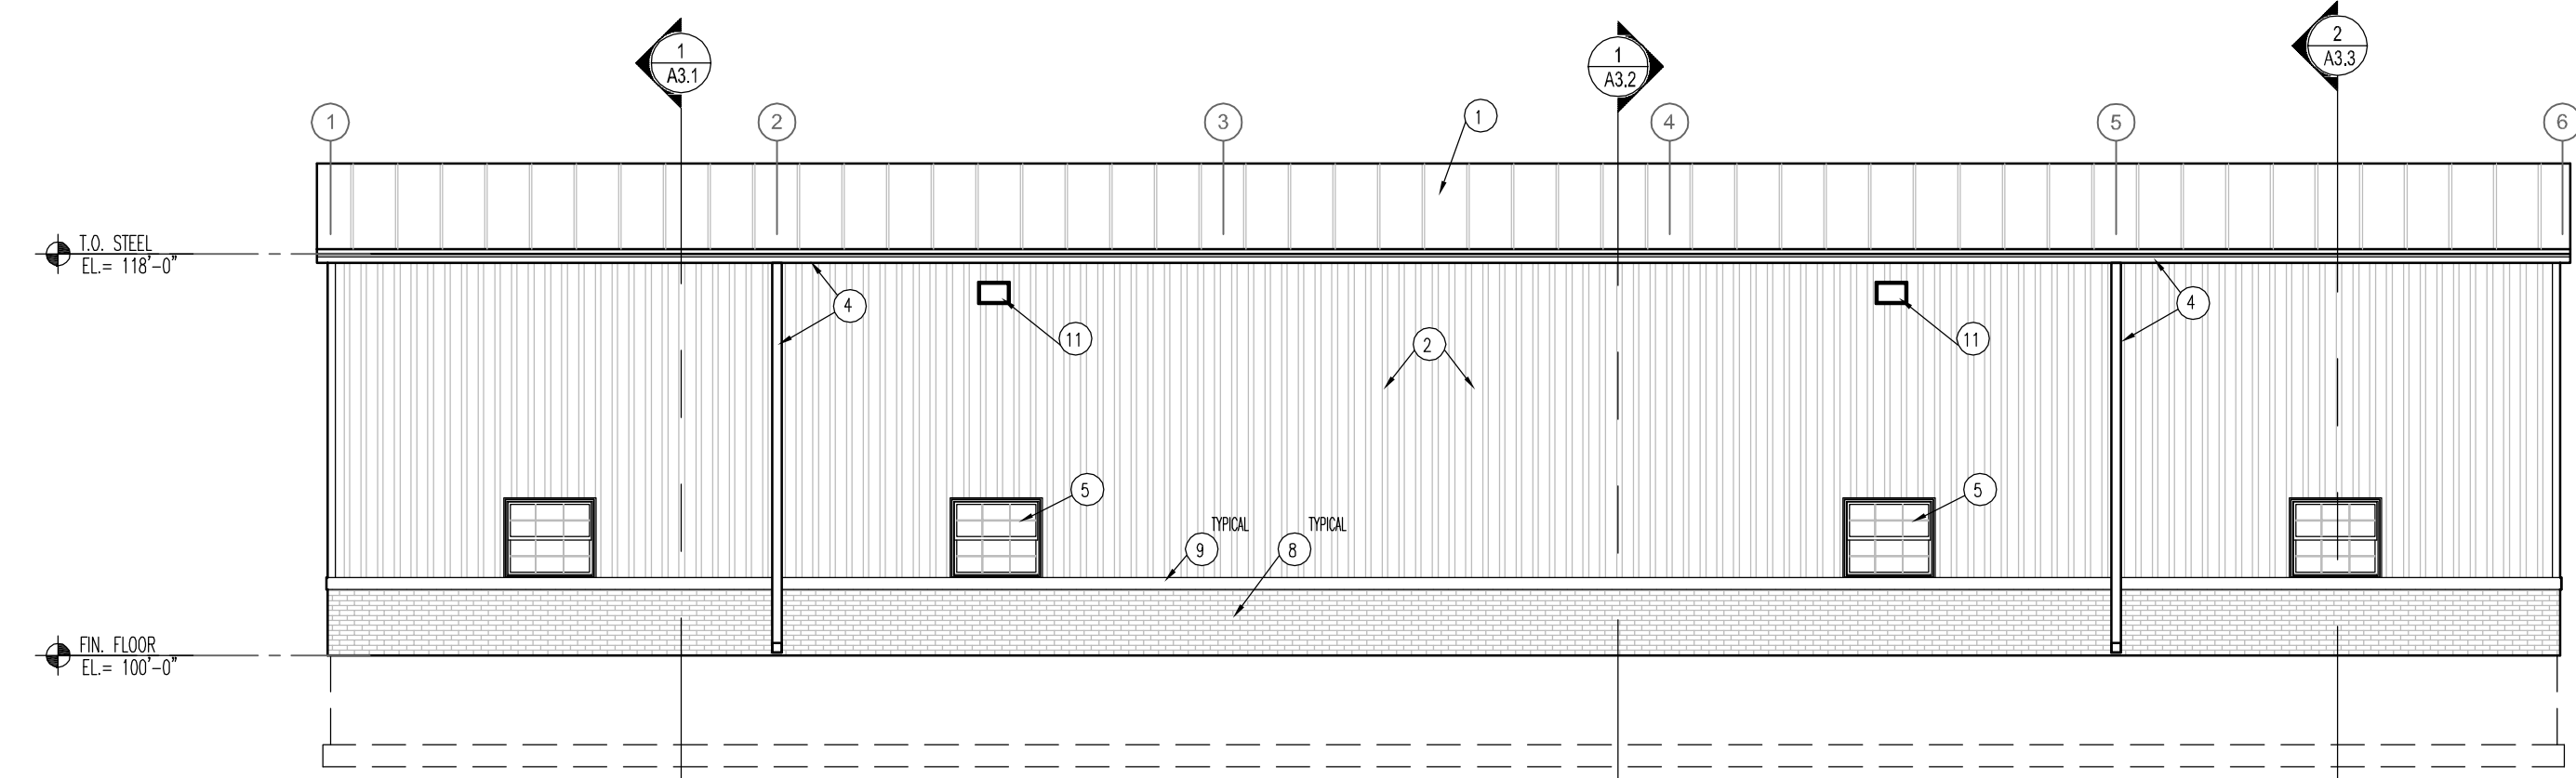 1
A3.1
1
A3.2
2
A3.3
1
2
3
1
4
5
6
T.O. STEEL
EL.= 118'-0"
4
11
2
11
4
5
5
TYPICAL
9
TYPICAL
8
FIN. FLOOR
EL.= 100'-0"